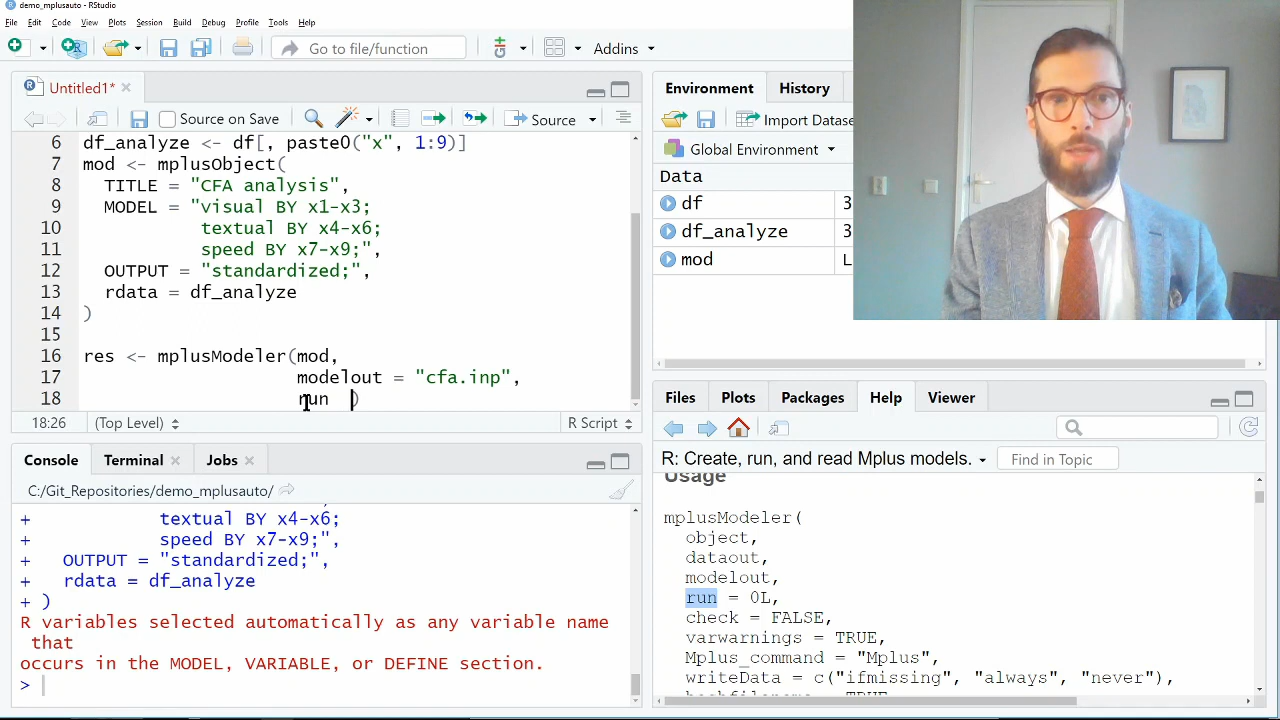 demo_mplusauto - RStudio
File Edit Code View Plots Session Build Debug Profile Tools Help
Go to file/function
Addins
Untitled1*
Source on Save
Source
6 df_analyze <- df[, paste0("x", 1:9)]
7 mod <- mplusObject(
8 TITLE = "CFA analysis",
9 MODEL = "visual BY x1-x3;
10 textual BY x4-x6;
11 speed BY x7-x9;",
12 OUTPUT = "standardized;",
13 rdata = df_analyze
14 )
15
16 res <- mplusModeler(mod,
17 modelout = "cfa.inp",
18 run )
18:26 (Top Level) R Script
Console Terminal Jobs
C:/Git_Repositories/demo_mplusauto/
+ textual BY x4-x6;
+ speed BY x7-x9;",
+ OUTPUT = "standardized;",
+ rdata = df_analyze
+ )
R variables selected automatically as any variable name
that
occurs in the MODEL, VARIABLE, or DEFINE section.
>
Environment History
Import Datase
Global Environment
Data
df 3
df_analyze 3
mod L
Files Plots Packages Help Viewer
R: Create, run, and read Mplus models. Find in Topic
Usage
mplusModeler(
object,
dataout,
modelout,
run = 0L,
check = FALSE,
varwarnings = TRUE,
Mplus_command = "Mplus",
writeData = c("ifmissing", "always", "never"),